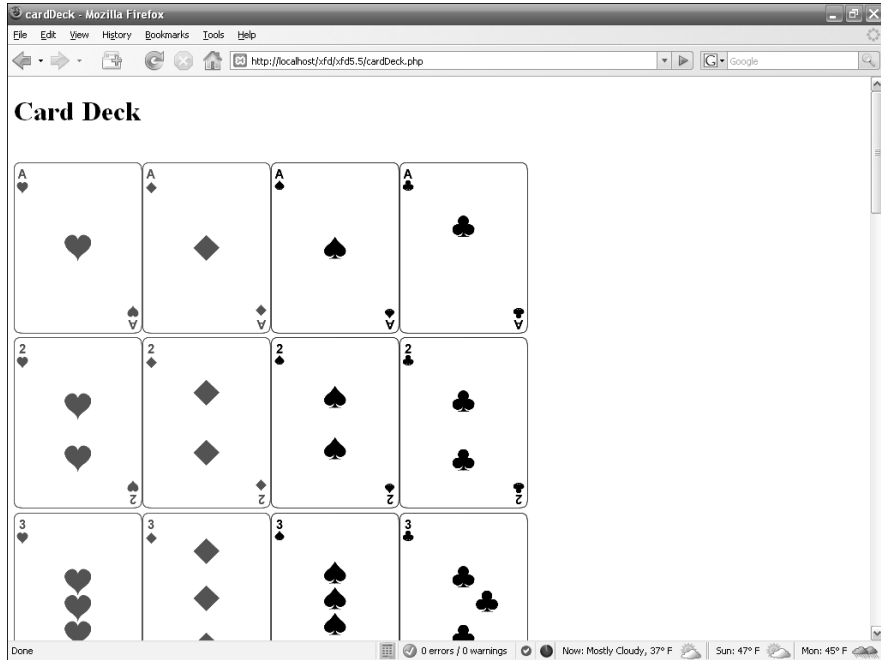 cardDeck - Mozilla Firefox
File Edit View History Bookmarks Tools Help
http://localhost/xfd/xfd5.5/cardDeck.php
G Google
Card Deck
A A A A
A A A A
2 2 2 2
2 2 2 2
3 3 3 3
Done 0 errors / 0 warnings Now: Mostly Cloudy, 37° F Sun: 47° F Mon: 45° F